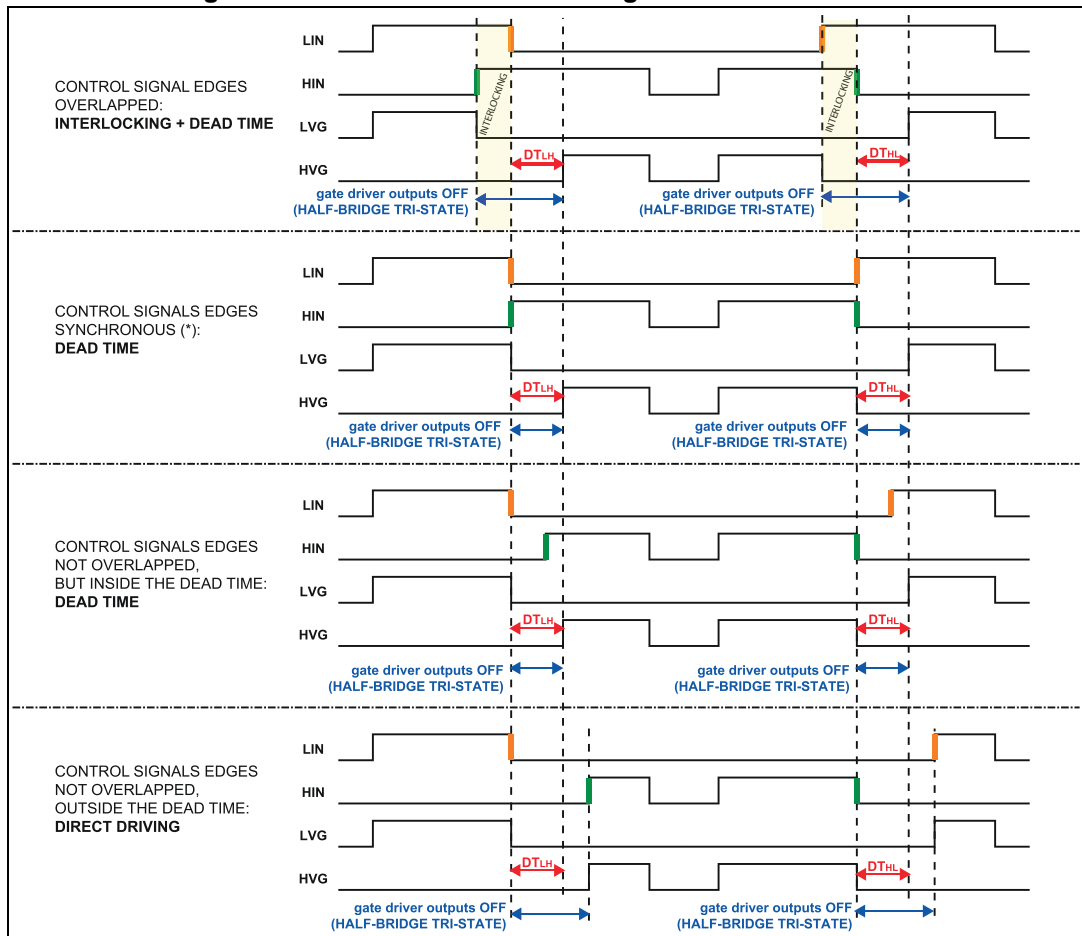 LIN
HIN
CONTROL SIGNAL EDGES
OVERLAPPED:
INTERLOCKING + DEAD TIME
INTERLOCKING
INTERLOCKING
LVG
DTLH
DTHL
HVG
gate driver outputs OFF
(HALF-BRIDGE TRI-STATE)
gate driver outputs OFF
(HALF-BRIDGE TRI-STATE)
LIN
CONTROL SIGNALS EDGES
SYNCHRONOUS (*):
DEAD TIME
HIN
LVG
DTLH
DTHL
HVG
gate driver outputs OFF
(HALF-BRIDGE TRI-STATE)
gate driver outputs OFF
(HALF-BRIDGE TRI-STATE)
LIN
CONTROL SIGNALS EDGES
NOT OVERLAPPED,
BUT INSIDE THE DEAD TIME:
DEAD TIME
HIN
LVG
DTLH
DTHL
HVG
gate driver outputs OFF
(HALF-BRIDGE TRI-STATE)
gate driver outputs OFF
(HALF-BRIDGE TRI-STATE)
LIN
CONTROL SIGNALS EDGES
NOT OVERLAPPED,
OUTSIDE THE DEAD TIME:
DIRECT DRIVING
HIN
LVG
DTLH
DTHL
HVG
gate driver outputs OFF
(HALF-BRIDGE TRI-STATE)
gate driver outputs OFF
(HALF-BRIDGE TRI-STATE)